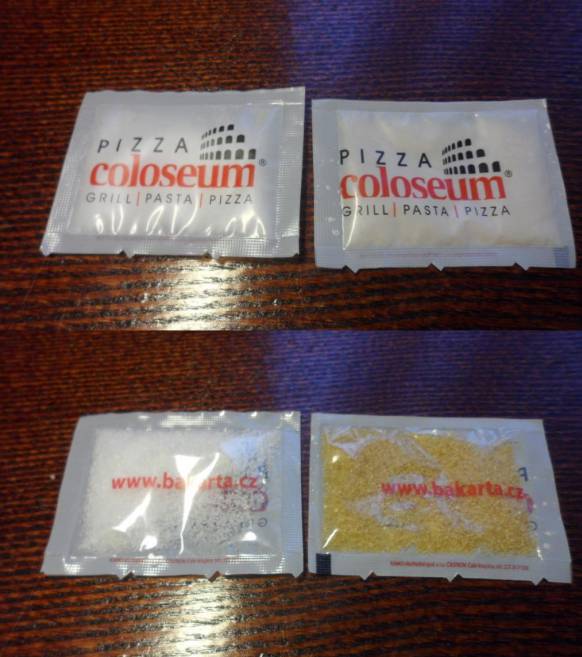 PIZZA
coloseum®
GRILL | PASTA | PIZZA
PIZZA
coloseum®
GRILL | PASTA | PIZZA
www.bakarta.cz
www.bakarta.cz